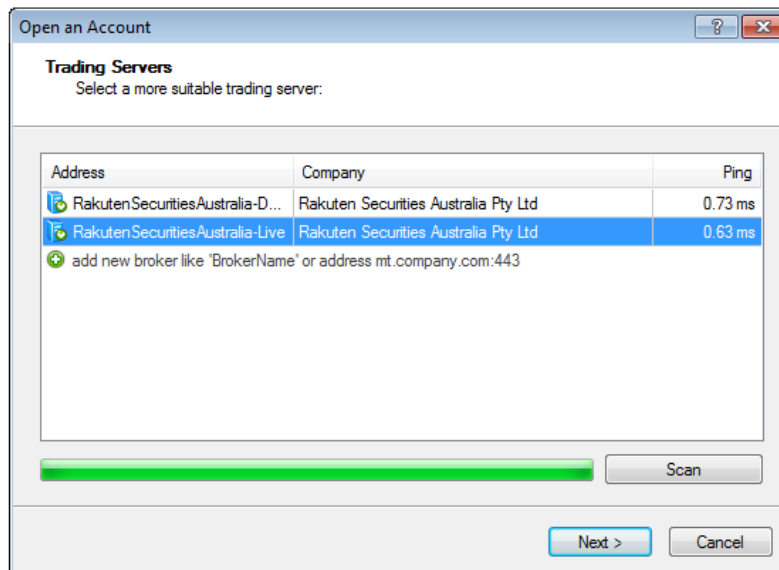 Open an Account
Trading Servers
Select a more suitable trading server:
Address Company Ping
RakutenSecuritiesAustralia-D... Rakuten Securities Australia Pty Ltd 0.73 ms
RakutenSecuritiesAustralia-Live Rakuten Securities Australia Pty Ltd 0.63 ms
add new broker like 'BrokerName' or address mt.company.com:443
Scan
Next > Cancel